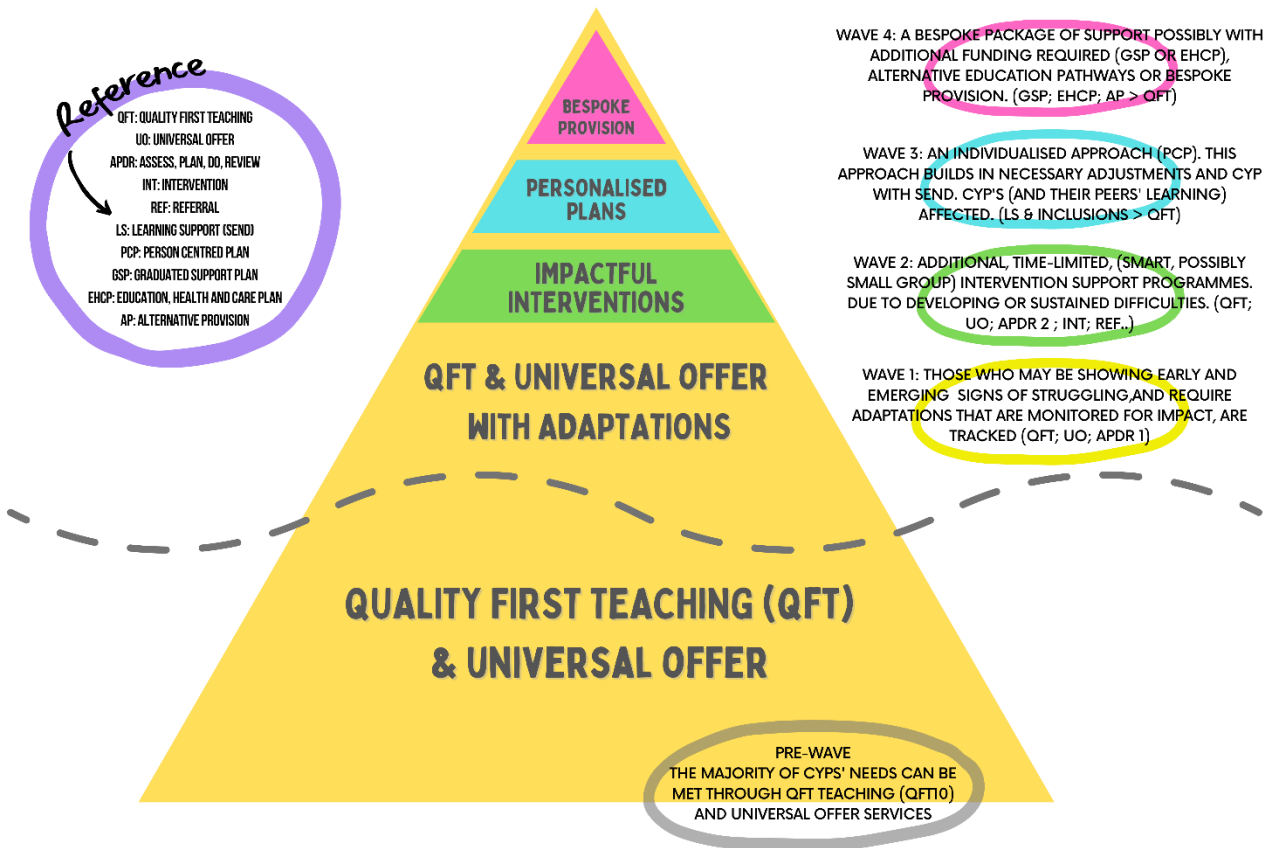 Reference
QFT: QUALITY FIRST TEACHING
UO: UNIVERSAL OFFER
APDR: ASSESS, PLAN, DO, REVIEW
INT: INTERVENTION
REF: REFERRAL
LS: LEARNING SUPPORT (SEND)
PCP: PERSON CENTRED PLAN
GSP: GRADUATED SUPPORT PLAN
EHCP: EDUCATION, HEALTH AND CARE PLAN
AP: ALTERNATIVE PROVISION
BESPOKE
PROVISION
PERSONALISED
PLANS
IMPACTFUL
INTERVENTIONS
QFT & UNIVERSAL OFFER
WITH ADAPTATIONS
QUALITY FIRST TEACHING (QFT)
& UNIVERSAL OFFER
WAVE 4: A BESPOKE PACKAGE OF SUPPORT POSSIBLY WITH
ADDITIONAL FUNDING REQUIRED (GSP OR EHCP),
ALTERNATIVE EDUCATION PATHWAYS OR BESPOKE
PROVISION. (GSP; EHCP; AP > QFT)
WAVE 3: AN INDIVIDUALISED APPROACH (PCP). THIS
APPROACH BUILDS IN NECESSARY ADJUSTMENTS AND CYP
WITH SEND. CYP'S (AND THEIR PEERS' LEARNING)
AFFECTED. (LS & INCLUSIONS > QFT)
WAVE 2: ADDITIONAL, TIME-LIMITED, (SMART, POSSIBLY
SMALL GROUP) INTERVENTION SUPPORT PROGRAMMES.
DUE TO DEVELOPING OR SUSTAINED DIFFICULTIES. (QFT;
UO; APDR 2 ; INT; REF..)
WAVE 1: THOSE WHO MAY BE SHOWING EARLY AND
EMERGING SIGNS OF STRUGGLING,AND REQUIRE
ADAPTATIONS THAT ARE MONITORED FOR IMPACT, ARE
TRACKED (QFT; UO; APDR 1)
PRE-WAVE
THE MAJORITY OF CYPS' NEEDS CAN BE
MET THROUGH QFT TEACHING (QFT10)
AND UNIVERSAL OFFER SERVICES